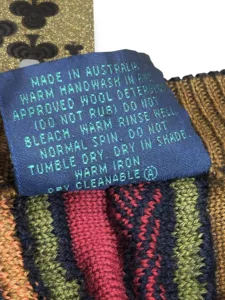 MADE IN AUSTRALIA.
WARM HANDWASH IN ANY
APPROVED WOOL DETERGENT
(DO NOT RUB) DO NOT
BLEACH. WARM RINSE WELL.
NORMAL SPIN. DO NOT
TUMBLE DRY. DRY IN SHADE.
WARM IRON
DRY CLEANABLE Ⓐ